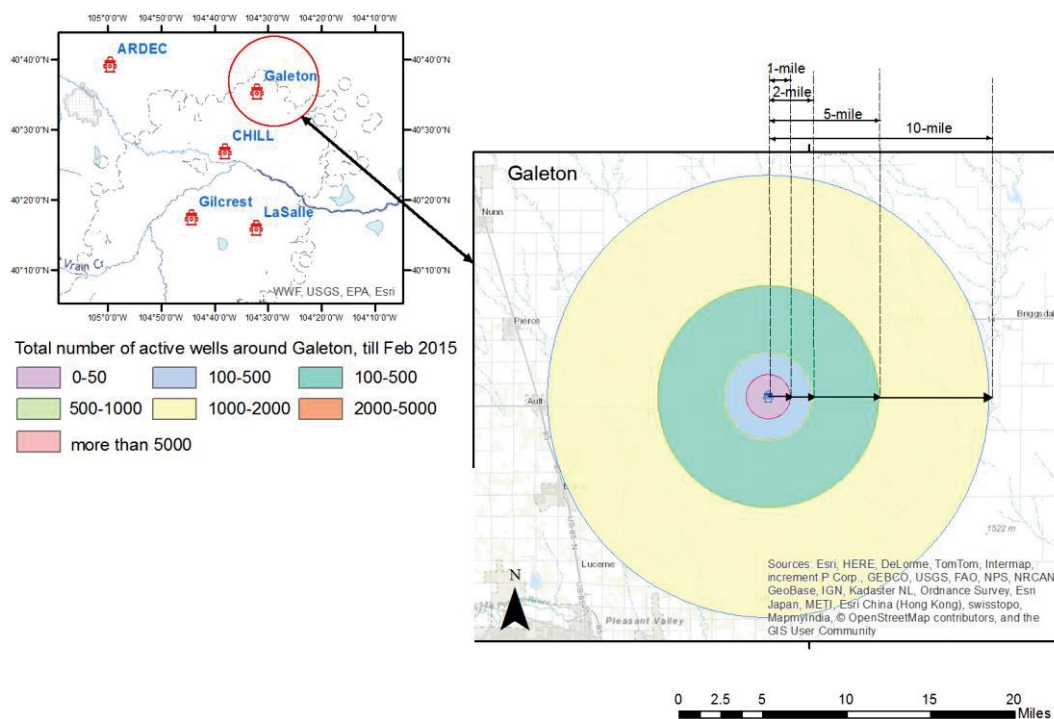 105°0'0"W 104°50'0"W 104°40'0"W 104°30'0"W 104°20'0"W 104°10'0"W
ARDEC
40°40'0"N
40°40'0"N
Galeton
40°30'0"N
40°30'0"N
CHILL
40°20'0"N
40°20'0"N
Gilcrest
LaSalle
40°10'0"N
40°10'0"N
Vrain Cr
WWF, USGS, EPA, Esri
105°0'0"W 104°50'0"W 104°40'0"W 104°30'0"W 104°20'0"W 104°10'0"W
Total number of active wells around Galeton, till Feb 2015
0-50 100-500 100-500
500-1000 1000-2000 2000-5000
more than 5000
1-mile
2-mile
5-mile
10-mile
Galeton
Nunn
Pierce
Briggsdal
14
Ault
US 85 N
Lucerne
1522 m
Pleasant Valley
N
Sources: Esri, HERE, DeLorme, TomTom, Intermap,
increment P Corp., GEBCO, USGS, FAO, NPS, NRCAN,
GeoBase, IGN, Kadaster NL, Ordnance Survey, Esri
Japan, METI, Esri China (Hong Kong), swisstopo,
MapmyIndia, © OpenStreetMap contributors, and the
GIS User Community
0 2.5 5 10 15 20
Miles